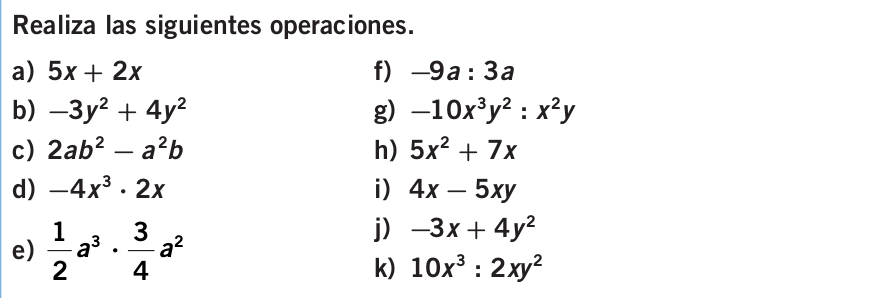 Realiza las siguientes operaciones.
a) 5x + 2x
b) −3y² + 4y²
c) 2ab² − a²b
d) −4x³ · 2x
e) 1/2 a³ · 3/4 a²
f) −9a : 3a
g) −10x³y² : x²y
h) 5x² + 7x
i) 4x − 5xy
j) −3x + 4y²
k) 10x³ : 2xy²